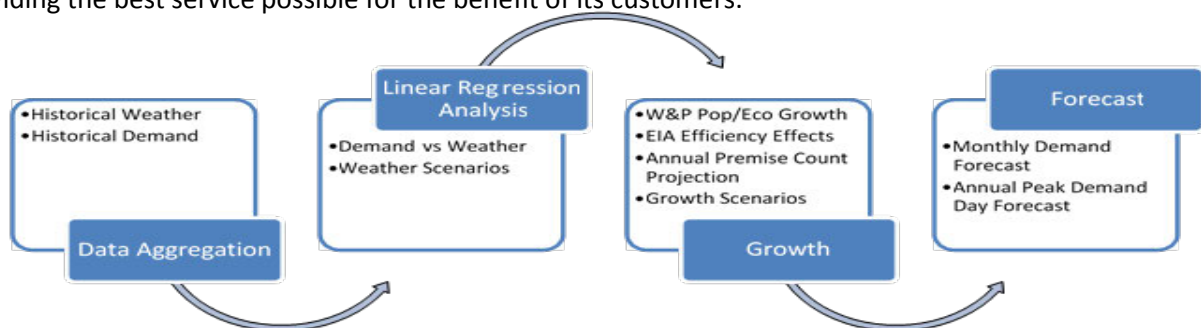 nding the best service possible for the benefit of its customers.
•Historical Weather
•Historical Demand
Data Aggregation
Linear Regression
Analysis
•Demand vs Weather
•Weather Scenarios
•W&P Pop/Eco Growth
•EIA Efficiency Effects
•Annual Premise Count
Projection
•Growth Scenarios
Growth
Forecast
•Monthly Demand
Forecast
•Annual Peak Demand
Day Forecast